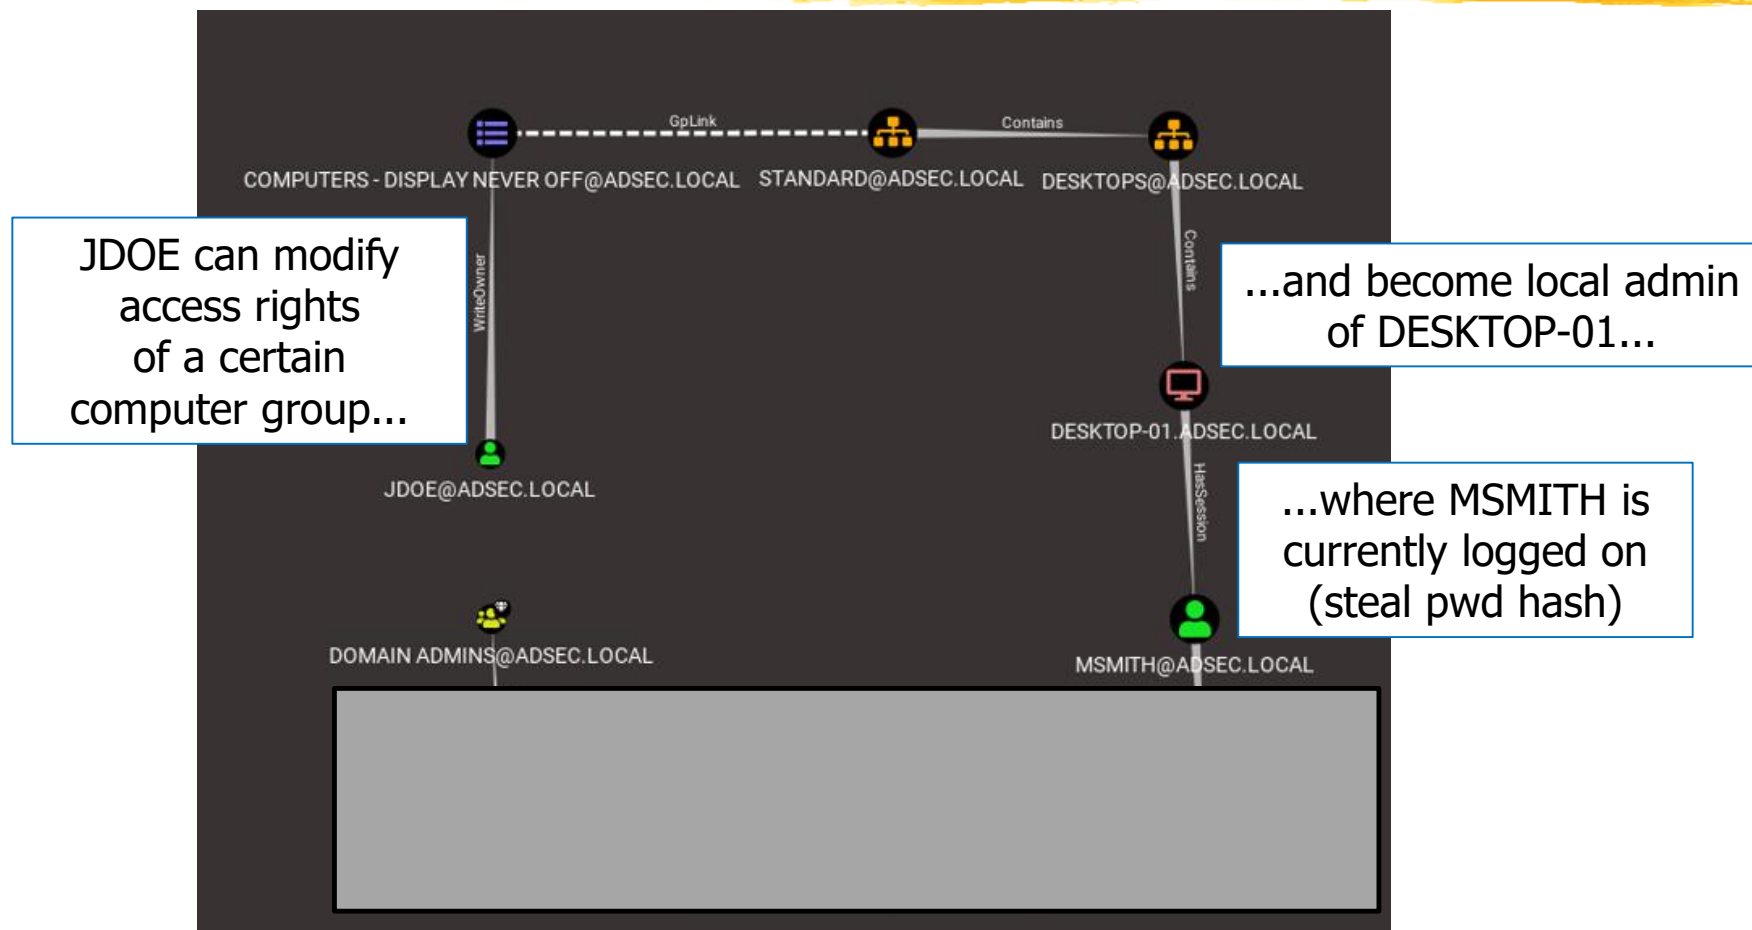 GpLink
Contains
COMPUTERS - DISPLAY NEVER OFF@ADSEC.LOCAL
STANDARD@ADSEC.LOCAL
DESKTOPS@ADSEC.LOCAL
JDOE can modify
access rights
of a certain
computer group...
WriteOwner
Contains
...and become local admin
of DESKTOP-01...
DESKTOP-01.ADSEC.LOCAL
JDOE@ADSEC.LOCAL
HasSession
...where MSMITH is
currently logged on
(steal pwd hash)
DOMAIN ADMINS@ADSEC.LOCAL
MSMITH@ADSEC.LOCAL